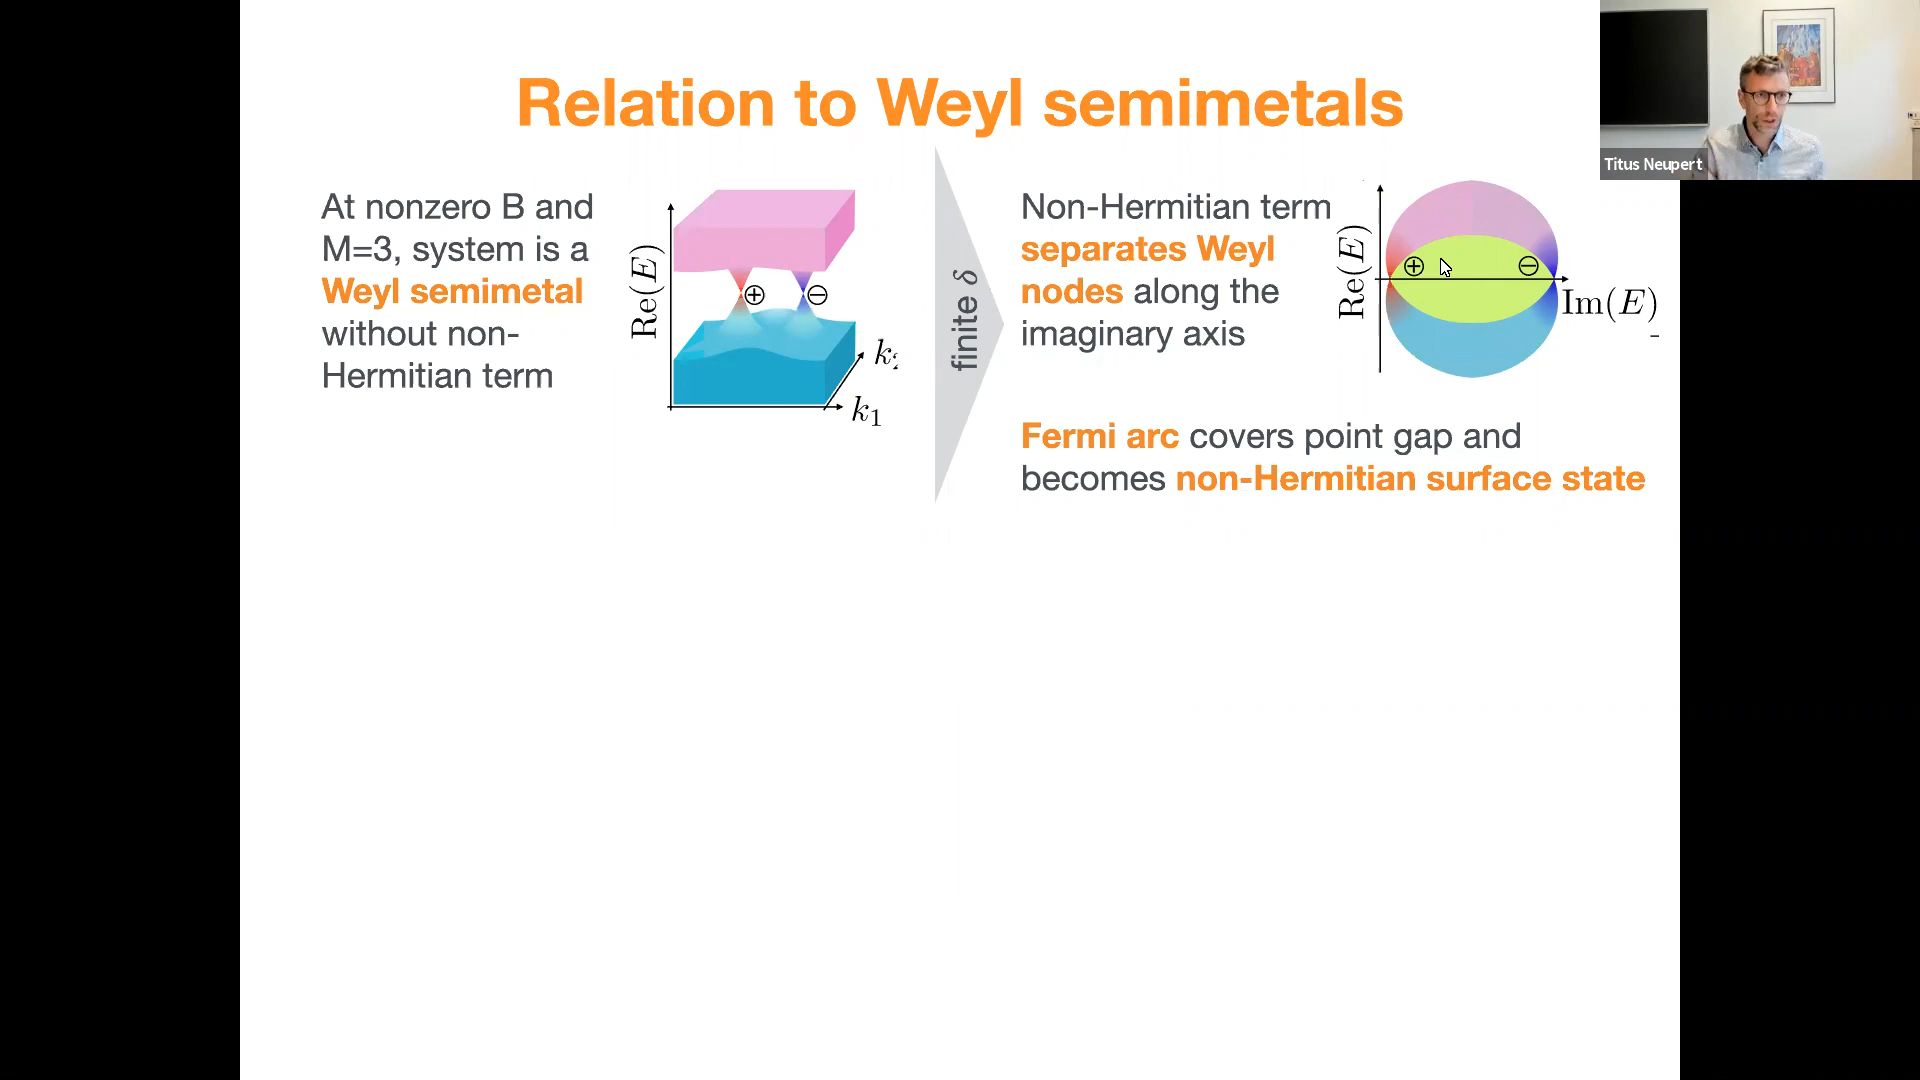 Relation to Weyl semimetals
Titus Neupert
At nonzero B and
M=3, system is a
Weyl semimetal
without non-
Hermitian term
Re(E)
⊕
⊖
k₁
finite δ
Non-Hermitian term
separates Weyl
nodes along the
imaginary axis
Re(E)
⊕
⊖
Im(E)
Fermi arc covers point gap and
becomes non-Hermitian surface state